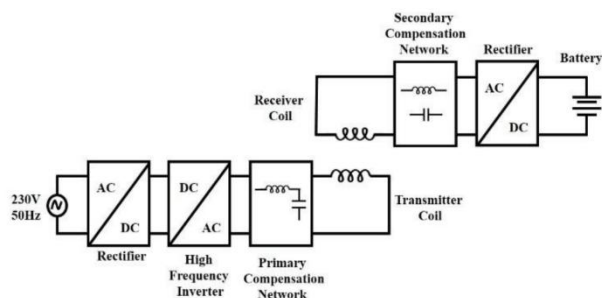 Secondary
Compensation
Network
Rectifier
Battery
AC
DC
Receiver
Coil
230V
50Hz
AC
DC
DC
AC
Transmitter
Coil
Rectifier
High
Frequency
Inverter
Primary
Compensation
Network